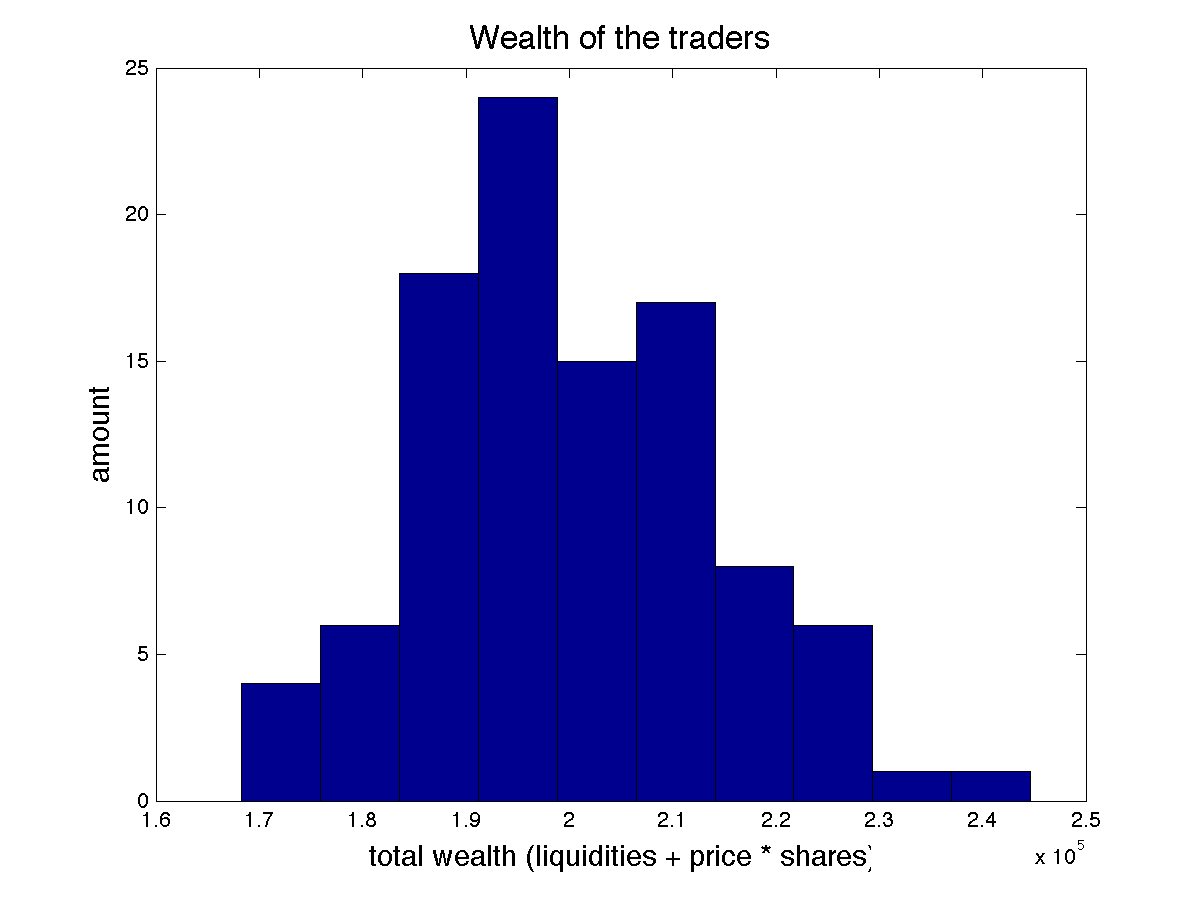 Wealth of the traders
25
20
15
10
5
0
amount
1.6 1.7 1.8 1.9 2 2.1 2.2 2.3 2.4 2.5
x 10^5
total wealth (liquidities + price * shares)